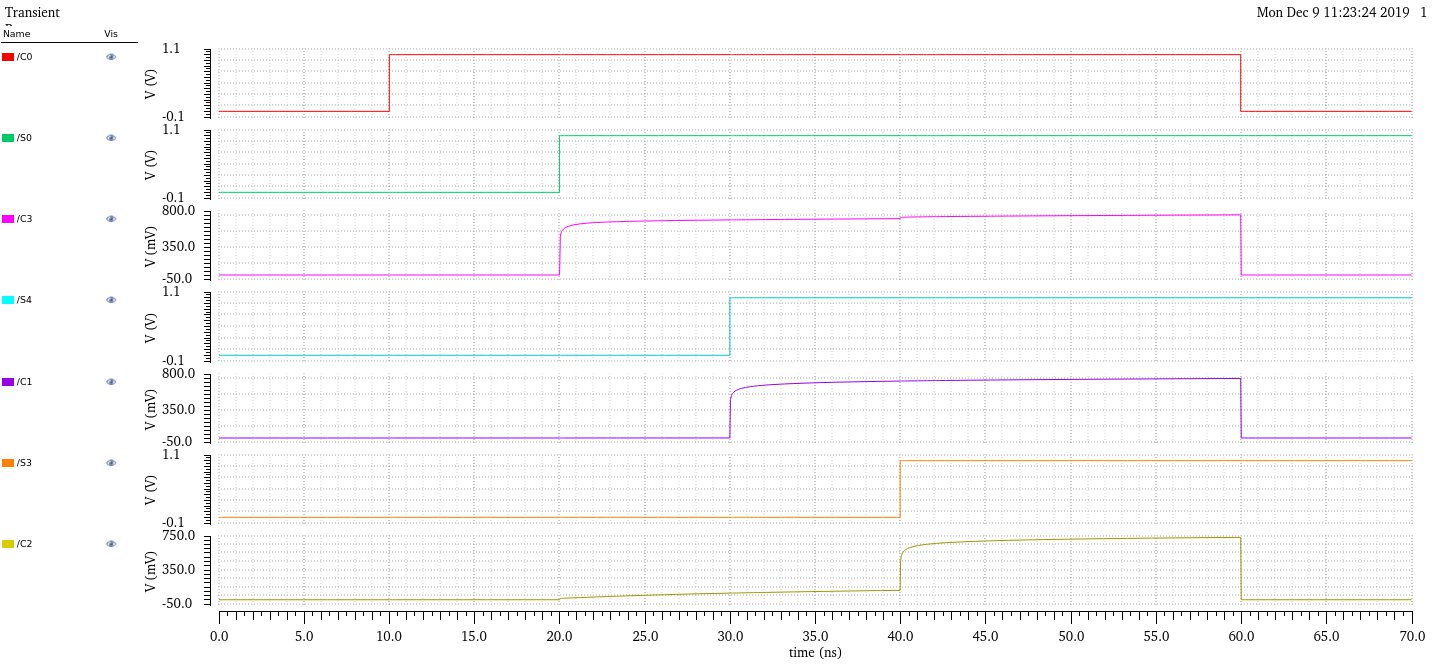 Transient
Mon Dec 9 11:23:24 2019 1
Name Vis
/C0
V (V)
1.1
-0.1
/S0
V (V)
1.1
-0.1
/C3
V (mV)
800.0
350.0
-50.0
/S4
V (V)
1.1
-0.1
/C1
V (mV)
800.0
350.0
-50.0
/S3
V (V)
1.1
-0.1
/C2
V (mV)
750.0
350.0
-50.0
0.0 5.0 10.0 15.0 20.0 25.0 30.0 35.0 40.0 45.0 50.0 55.0 60.0 65.0 70.0
time (ns)